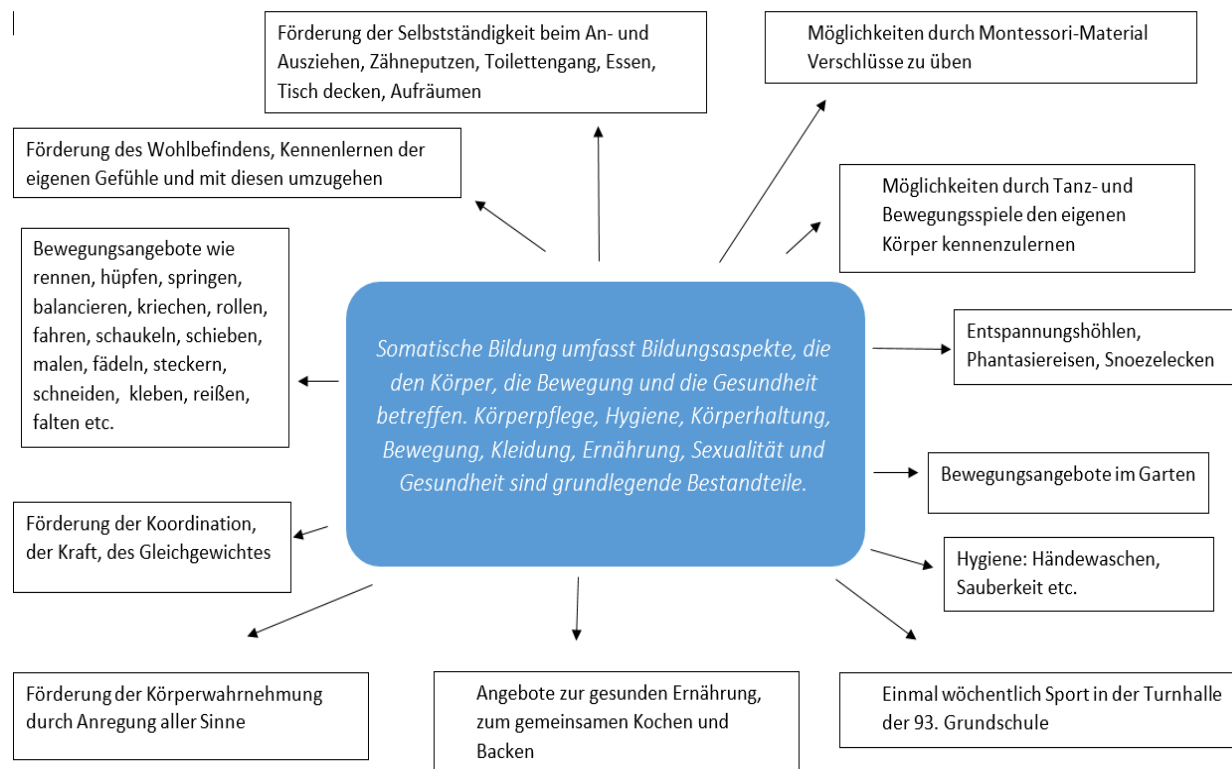 Förderung der Selbstständigkeit beim An- und
Ausziehen, Zähneputzen, Toilettengang, Essen,
Tisch decken, Aufräumen
Möglichkeiten durch Montessori-Material
Verschlüsse zu üben
Förderung des Wohlbefindens, Kennenlernen der
eigenen Gefühle und mit diesen umzugehen
Möglichkeiten durch Tanz- und
Bewegungsspiele den eigenen
Körper kennenzulernen
Bewegungsangebote wie
rennen, hüpfen, springen,
balancieren, kriechen, rollen,
fahren, schaukeln, schieben,
malen, fädeln, steckern,
schneiden, kleben, reißen,
falten etc.
Somatische Bildung umfasst Bildungsaspekte, die
den Körper, die Bewegung und die Gesundheit
betreffen. Körperpflege, Hygiene, Körperhaltung,
Bewegung, Kleidung, Ernährung, Sexualität und
Gesundheit sind grundlegende Bestandteile.
Entspannungshöhlen,
Phantasiereisen, Snoezelecken
Bewegungsangebote im Garten
Förderung der Koordination,
der Kraft, des Gleichgewichtes
Hygiene: Händewaschen,
Sauberkeit etc.
Förderung der Körperwahrnehmung
durch Anregung aller Sinne
Angebote zur gesunden Ernährung,
zum gemeinsamen Kochen und
Backen
Einmal wöchentlich Sport in der Turnhalle
der 93. Grundschule